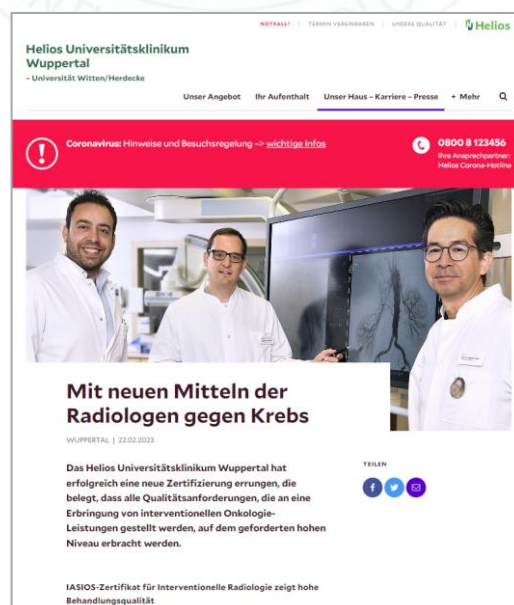 NOTFALL! | TERMIN VEREINBAREN | UNSERE QUALITÄT | Helios
Helios Universitätsklinikum
Wuppertal
– Universität Witten/Herdecke
Unser Angebot Ihr Aufenthalt Unser Haus – Karriere – Presse + Mehr
Coronavirus: Hinweise und Besuchsregelung –> wichtige Infos
0800 8 123456
Ihre Ansprechpartner:
Helios Corona-Hotline
Mit neuen Mitteln der
Radiologen gegen Krebs
WUPPERTAL | 22.02.2023
Das Helios Universitätsklinikum Wuppertal hat
erfolgreich eine neue Zertifizierung errungen, die
belegt, dass alle Qualitätsanforderungen, die an eine
Erbringung von interventionellen Onkologie-
Leistungen gestellt werden, auf dem geforderten hohen
Niveau erbracht werden.
TEILEN
IASIOS-Zertifikat für Interventionelle Radiologie zeigt hohe
Behandlungsqualität